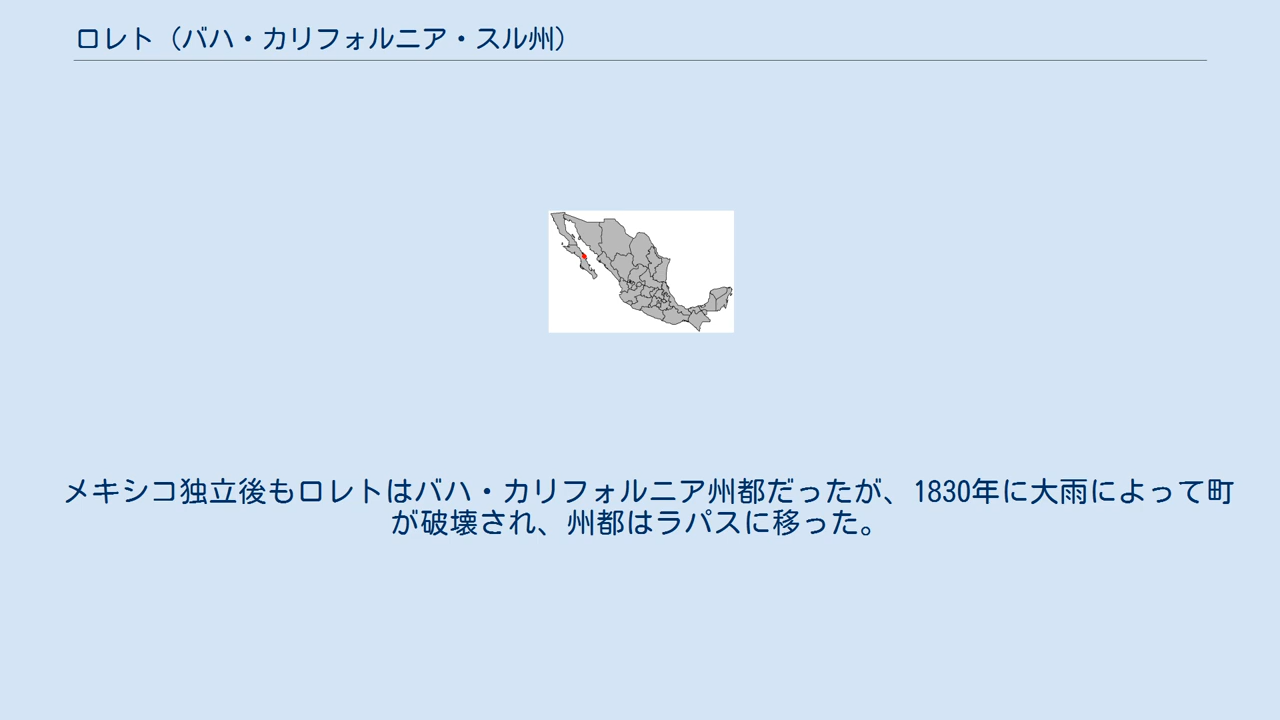 ロレト（バハ・カリフォルニア・スル州）
メキシコ独立後もロレトはバハ・カリフォルニア州都だったが、1830年に大雨によって町
が破壊され、州都はラパスに移った。